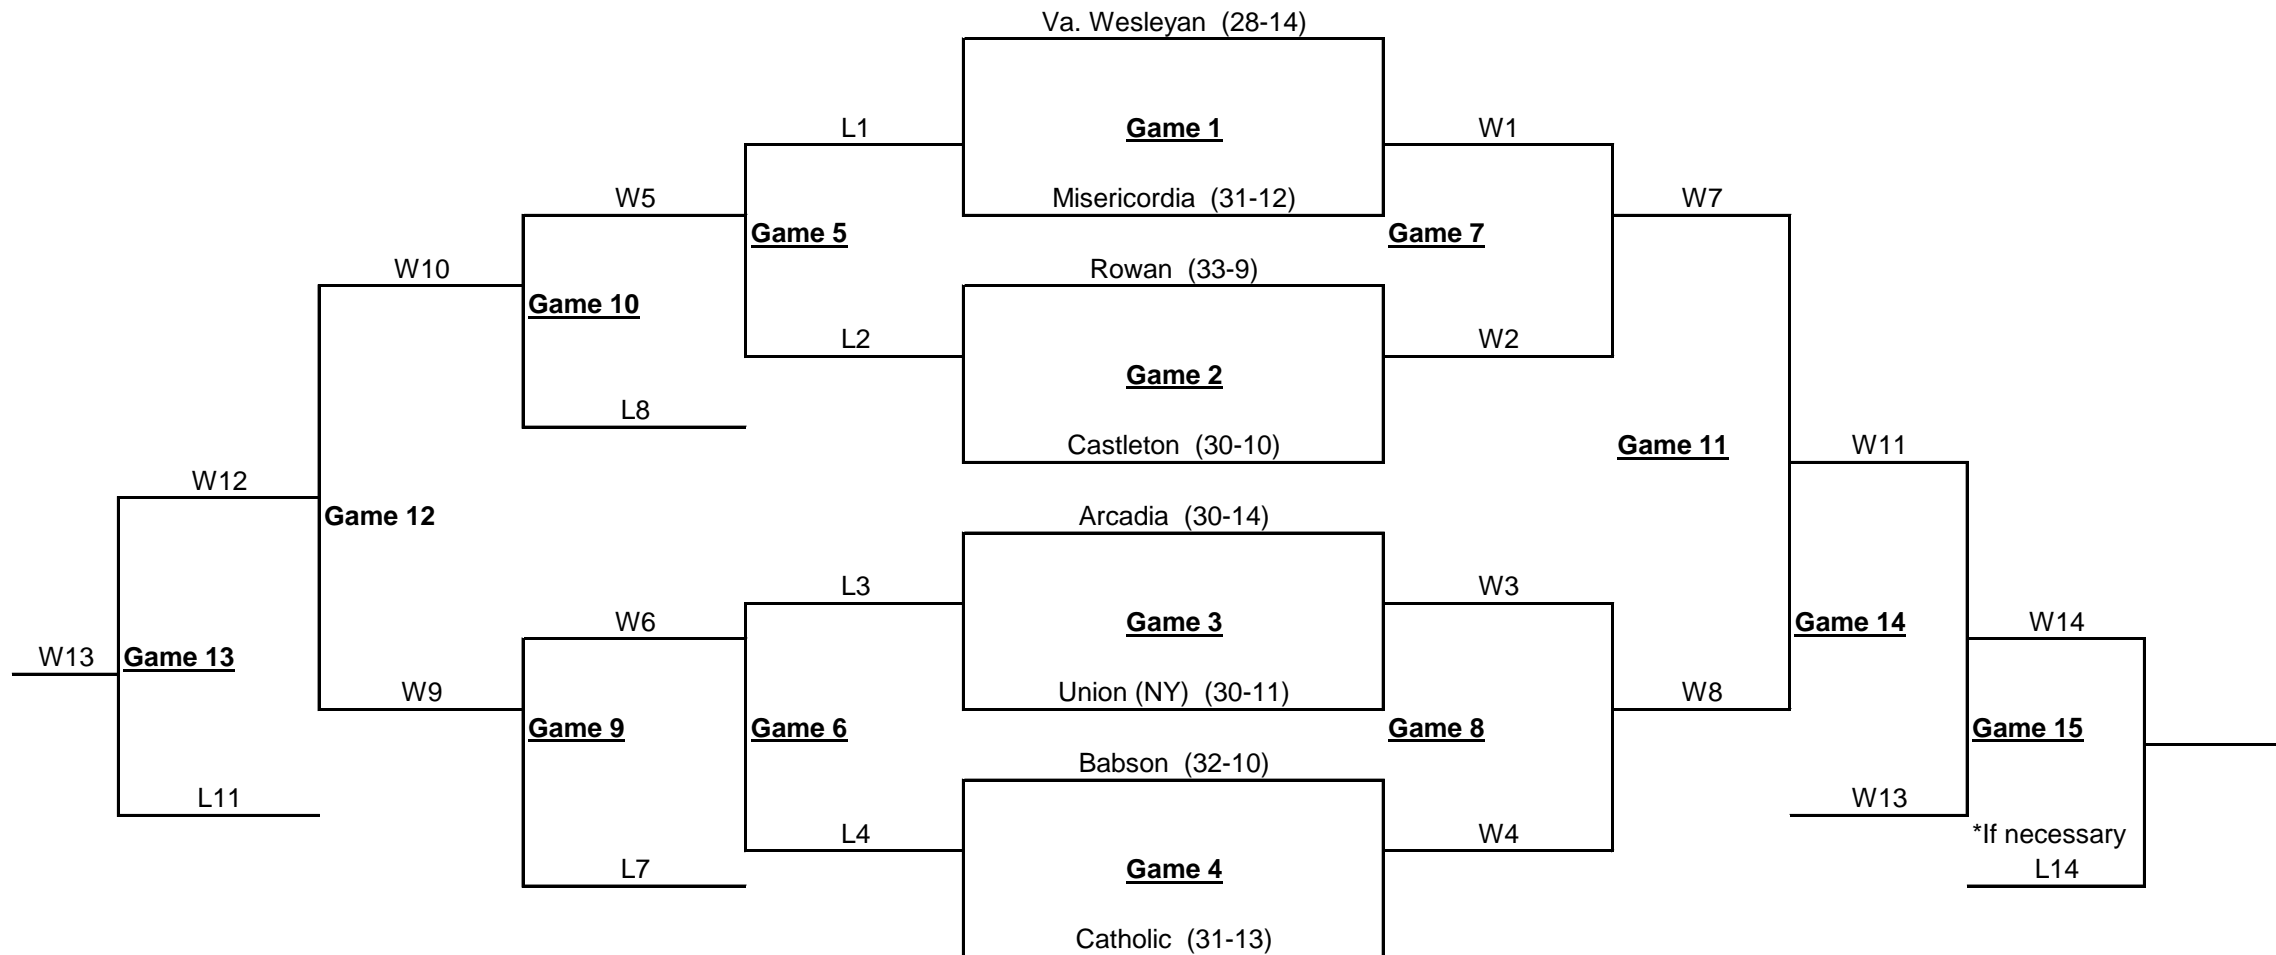 Va. Wesleyan (28-14)
L1
Game 1
W1
W5
Misericordia (31-12)
W7
Game 5
Game 7
W10
Rowan (33-9)
Game 10
L2
W2
Game 2
L8
Castleton (30-10)
Game 11
W11
W12
Game 12
Arcadia (30-14)
L3
W3
W6
Game 3
Game 14
W14
W13
Game 13
W9
Union (NY) (30-11)
W8
Game 9
Game 6
Game 8
Game 15
Babson (32-10)
L11
W13
L4
W4
*If necessary
L7
Game 4
L14
Catholic (31-13)